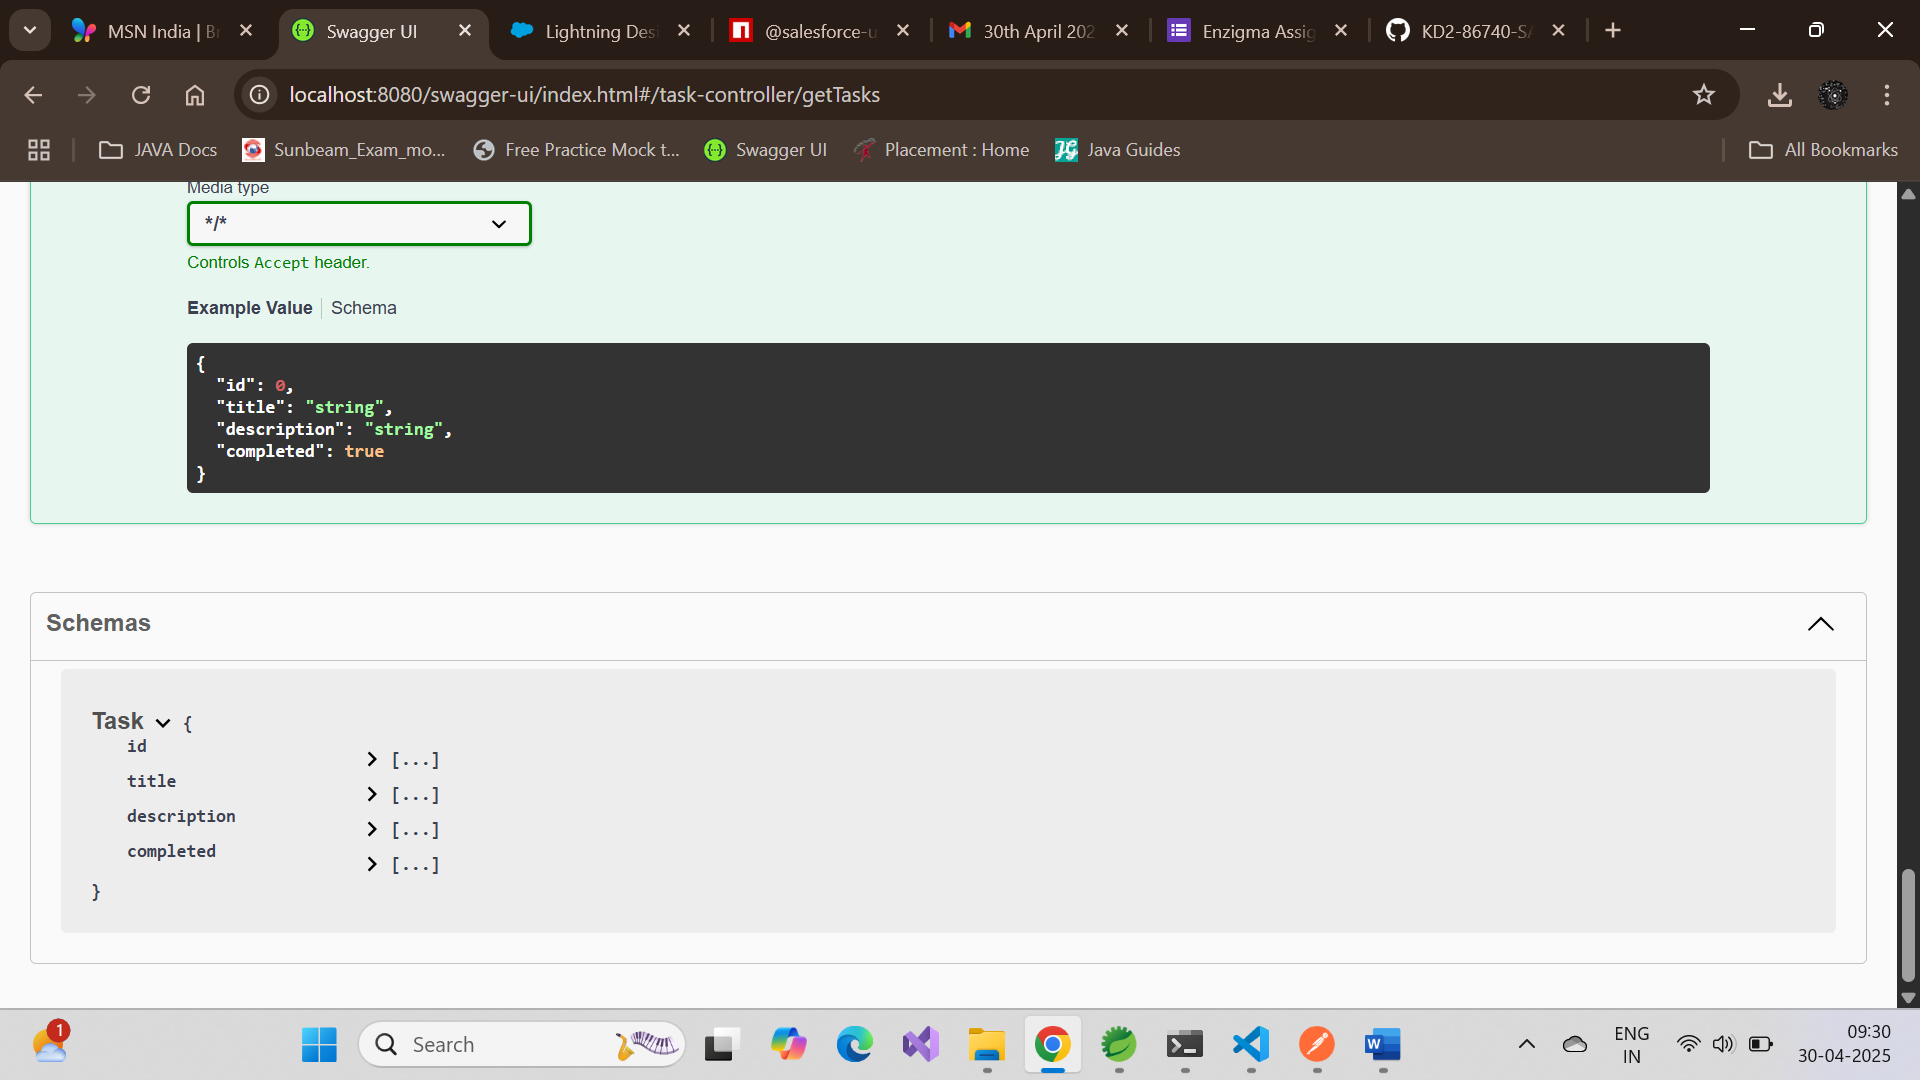 MSN India | Br
Swagger UI
Lightning Desi
@salesforce-u
30th April 202
Enzigma Assig
KD2-86740-SA
localhost:8080/swagger-ui/index.html#/task-controller/getTasks
JAVA Docs
Sunbeam_Exam_mo...
Free Practice Mock t...
Swagger UI
Placement : Home
Java Guides
All Bookmarks
Media type
*/*
Controls Accept header.
Example Value
Schema
{
"id": 0,
"title": "string",
"description": "string",
"completed": true
}
Schemas
Task {
id [...]
title [...]
description [...]
completed [...]
}
1
Search
ENG
IN
09:30
30-04-2025